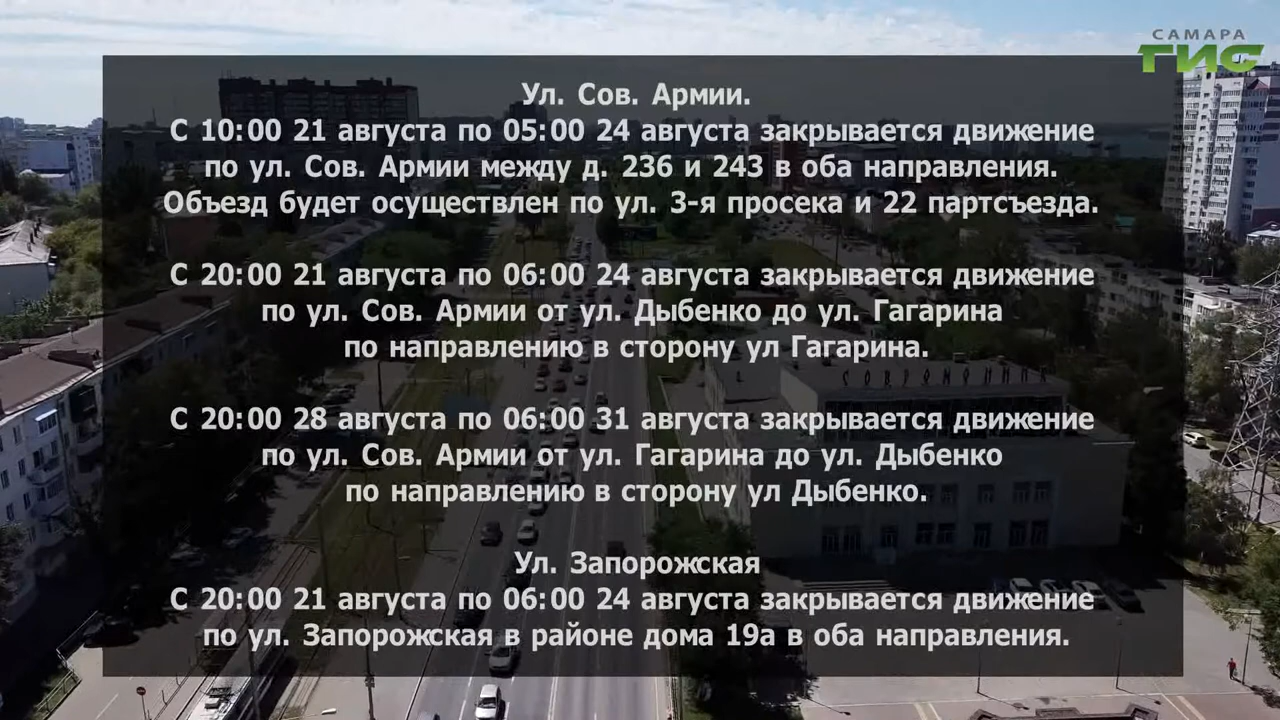 САМАРА
ГИС
Ул. Сов. Армии.
С 10:00 21 августа по 05:00 24 августа закрывается движение
по ул. Сов. Армии между д. 236 и 243 в оба направления.
Объезд будет осуществлен по ул. 3-я просека и 22 партсъезда.
С 20:00 21 августа по 06:00 24 августа закрывается движение
по ул. Сов. Армии от ул. Дыбенко до ул. Гагарина
по направлению в сторону ул Гагарина.
С 20:00 28 августа по 06:00 31 августа закрывается движение
по ул. Сов. Армии от ул. Гагарина до ул. Дыбенко
по направлению в сторону ул Дыбенко.
Ул. Запорожская
С 20:00 21 августа по 06:00 24 августа закрывается движение
по ул. Запорожская в районе дома 19а в оба направления.